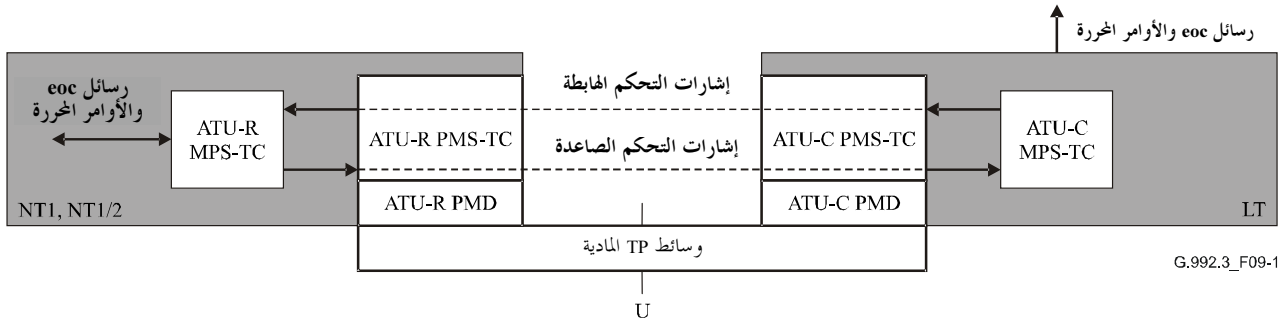 رسائل eoc والأوامر المحررة
رسائل eoc
والأوامر المحررة
ATU-R
MPS-TC
NT1, NT1/2
ATU-R PMS-TC
ATU-R PMD
إشارات التحكم الهابطة
إشارات التحكم الصاعدة
ATU-C PMS-TC
ATU-C PMD
ATU-C
MPS-TC
LT
وسائط TP المادية
U
G.992.3_F09-1